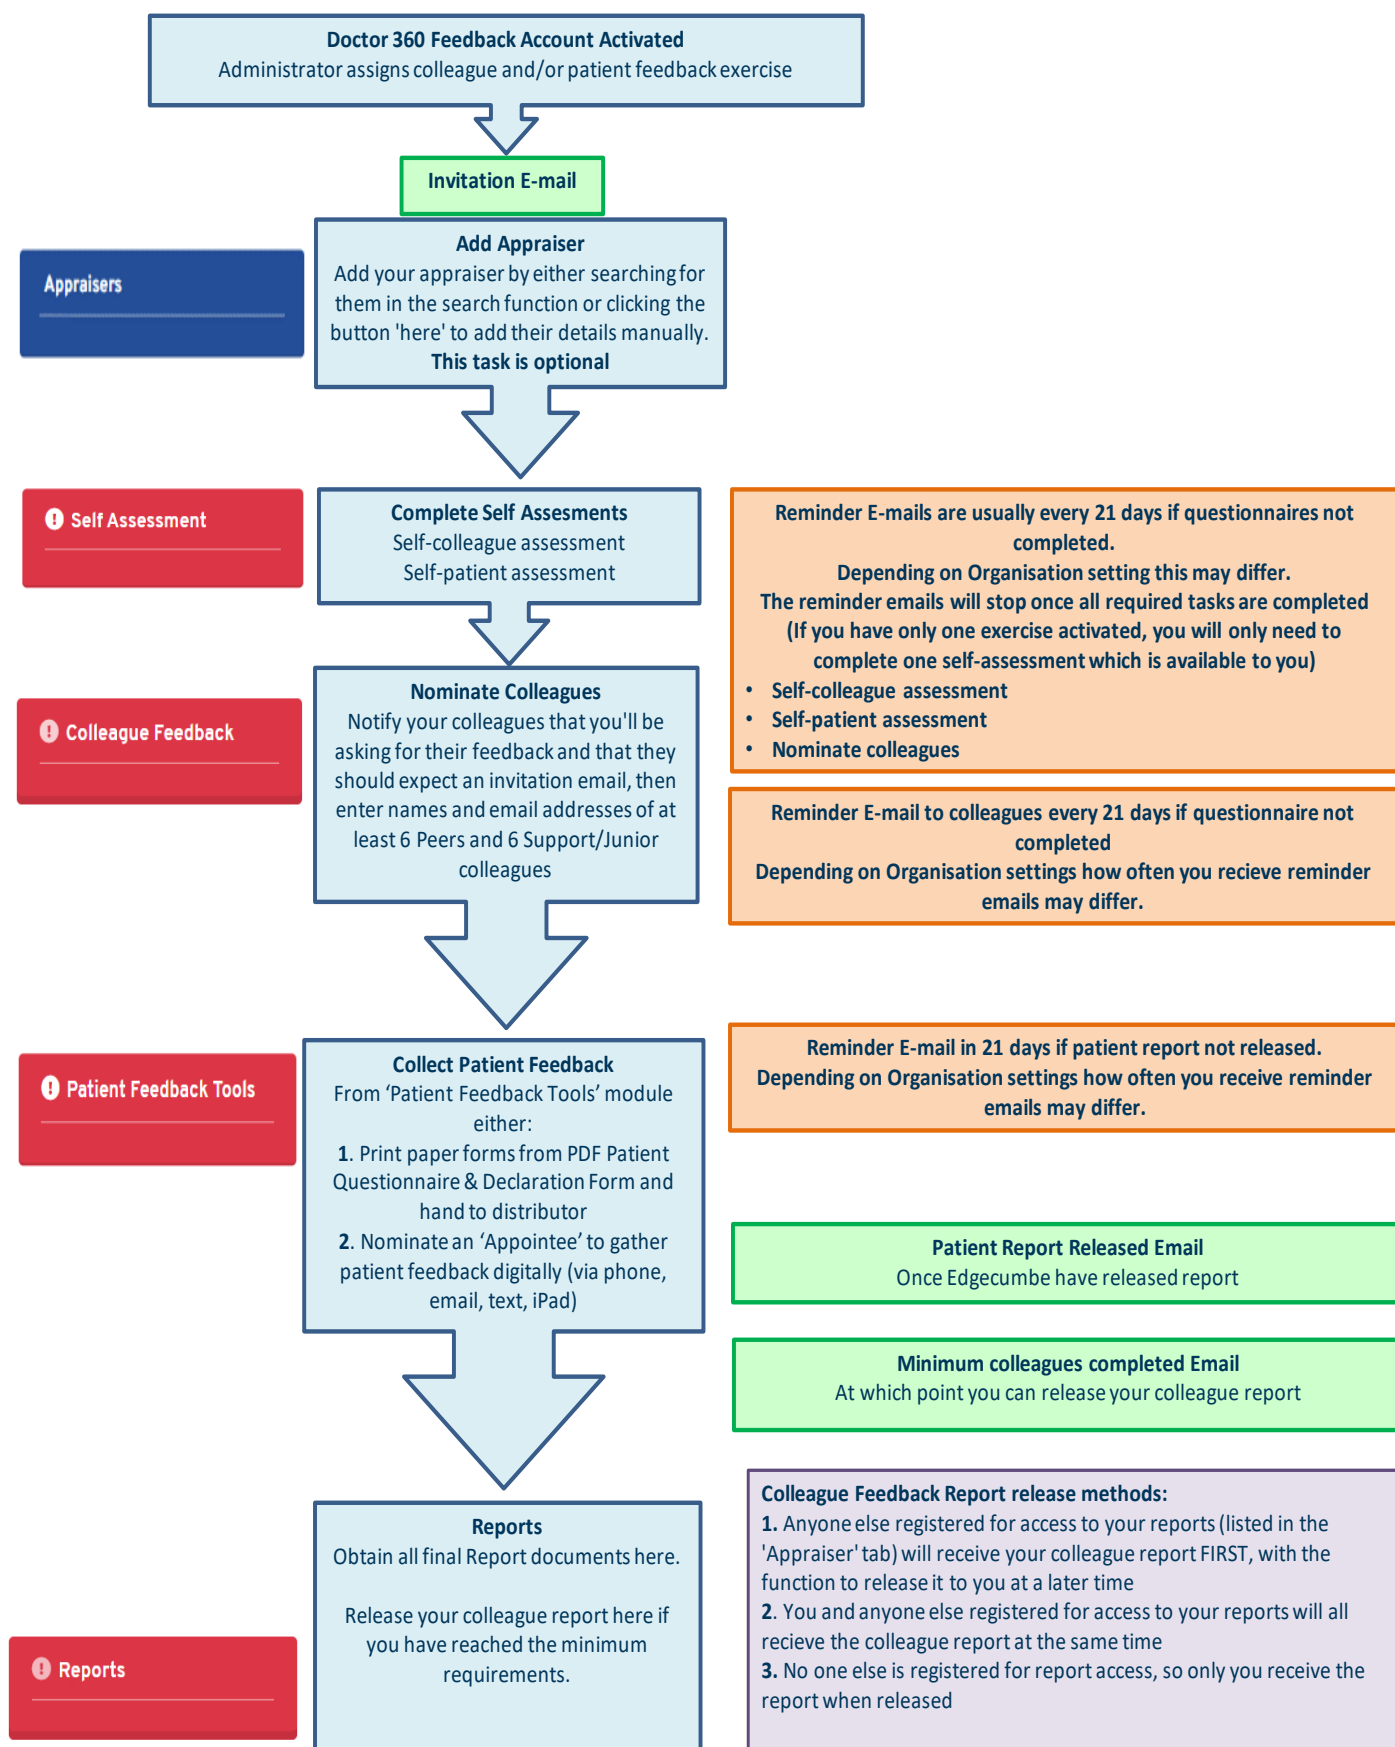 Doctor 360 Feedback Account Activated
Administrator assigns colleague and/or patient feedback exercise
Invitation E-mail
Appraisers
Add Appraiser
Add your appraiser by either searching for
them in the search function or clicking the
button 'here' to add their details manually.
This task is optional
Self Assessment
Complete Self Assesments
Self-colleague assessment
Self-patient assessment
Reminder E-mails are usually every 21 days if questionnaires not
completed.
Depending on Organisation setting this may differ.
The reminder emails will stop once all required tasks are completed
(If you have only one exercise activated, you will only need to
complete one self-assessment which is available to you)
• Self-colleague assessment
• Self-patient assessment
• Nominate colleagues
Colleague Feedback
Nominate Colleagues
Notify your colleagues that you'll be
asking for their feedback and that they
should expect an invitation email, then
enter names and email addresses of at
least 6 Peers and 6 Support/Junior
colleagues
Reminder E-mail to colleagues every 21 days if questionnaire not
completed
Depending on Organisation settings how often you recieve reminder
emails may differ.
Patient Feedback Tools
Collect Patient Feedback
From ‘Patient Feedback Tools’ module
either:
1. Print paper forms from PDF Patient
Questionnaire & Declaration Form and
hand to distributor
2. Nominate an ‘Appointee’ to gather
patient feedback digitally (via phone,
email, text, iPad)
Reminder E-mail in 21 days if patient report not released.
Depending on Organisation settings how often you receive reminder
emails may differ.
Patient Report Released Email
Once Edgecumbe have released report
Minimum colleagues completed Email
At which point you can release your colleague report
Reports
Reports
Obtain all final Report documents here.
Release your colleague report here if
you have reached the minimum
requirements.
Colleague Feedback Report release methods:
1. Anyone else registered for access to your reports (listed in the
'Appraiser' tab) will receive your colleague report FIRST, with the
function to release it to you at a later time
2. You and anyone else registered for access to your reports will all
recieve the colleague report at the same time
3. No one else is registered for report access, so only you receive the
report when released